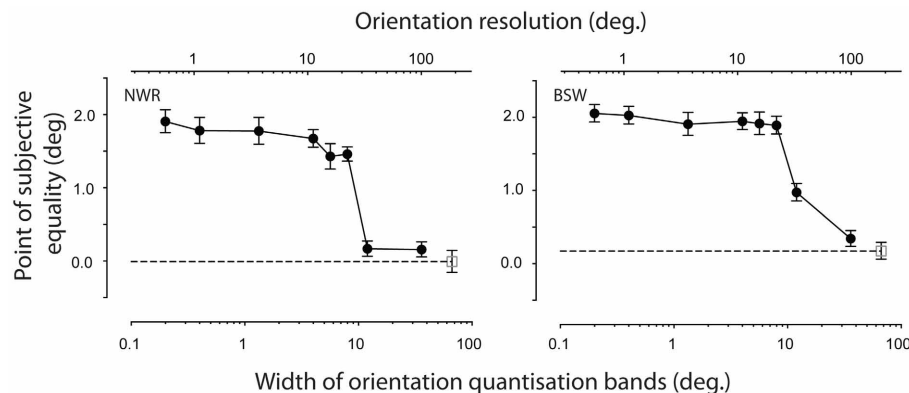 Orientation resolution (deg.)
1 10 100 1 10 100
NWR BSW
Point of subjective
equality (deg)
2.0
1.0
0.0
2.0
1.0
0.0
0.1 1 10 100 0.1 1 10 100
Width of orientation quantisation bands (deg.)